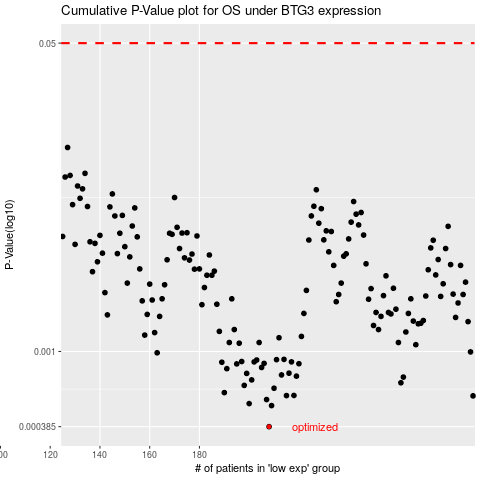 Cumulative P-Value plot for OS under BTG3 expression
P-Value(log10)
0.05
0.001
0.000385
optimized
00
120
140
160
180
# of patients in 'low exp' group